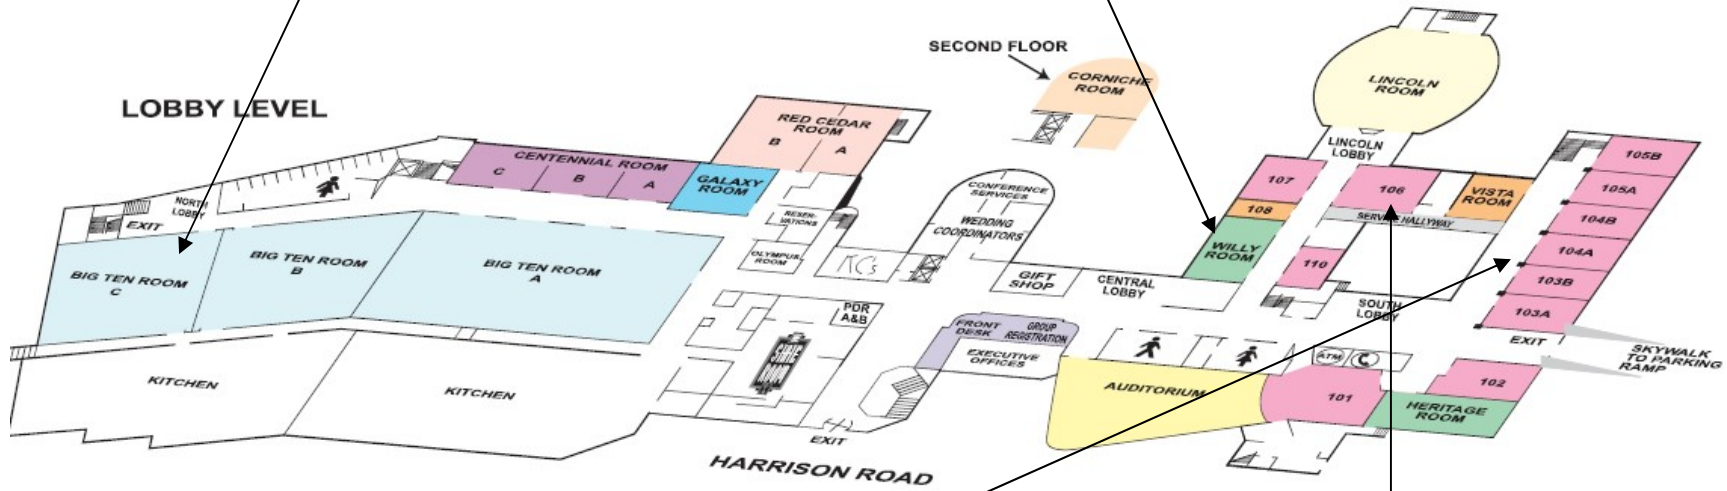 SECOND FLOOR
CORNICHE
ROOM
LINCOLN
ROOM
LOBBY LEVEL
RED CEDAR
ROOM
B
A
CENTENNIAL ROOM
C
B
A
GALAXY
ROOM
LINCOLN
LOBBY
107
106
108
VISTA
ROOM
SERVICE HALLYWAY
WILLY
ROOM
110
105B
105A
104B
104A
103B
103A
NORTH
LOBBY
EXIT
CONFERENCE
SERVICES
WEDDING
COORDINATORS
RESER-
VATIONS
OLYMPUS
ROOM
BIG TEN ROOM
C
BIG TEN ROOM
B
BIG TEN ROOM
A
GIFT
SHOP
CENTRAL
LOBBY
SOUTH
LOBBY
PDR
A&B
FRONT
DESK
GROUP
REGISTRATION
EXECUTIVE
OFFICES
EXIT
SKYWALK
TO PARKING
RAMP
ATM
KITCHEN
KITCHEN
AUDITORIUM
101
102
HERITAGE
ROOM
EXIT
HARRISON ROAD